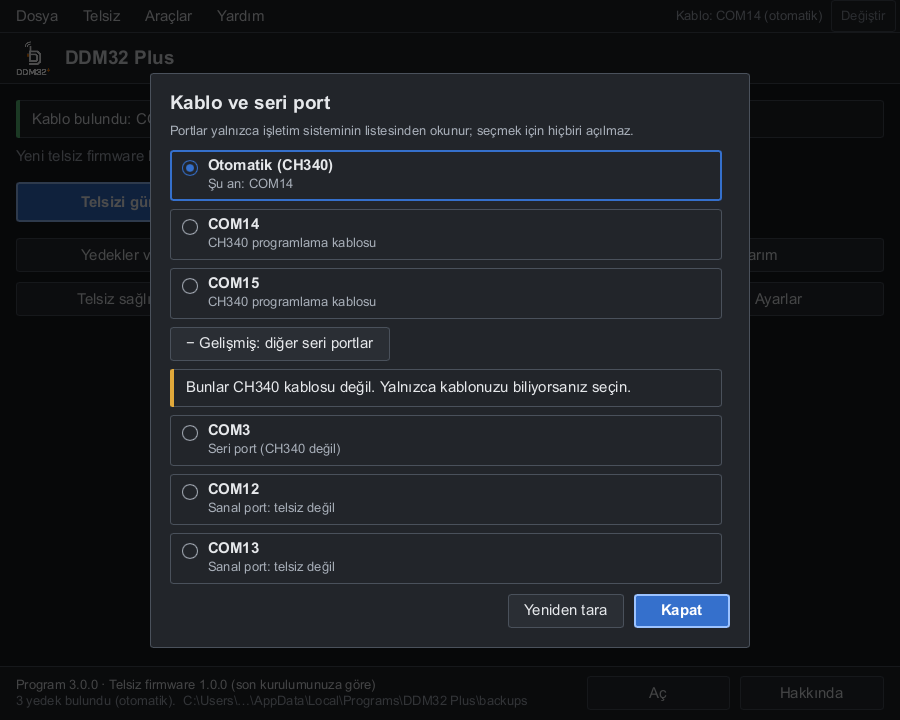 Dosya Telsiz Araçlar Yardım Kablo: COM14 (otomatik) Değiştir
DDM32+
DDM32 Plus
Kablo bulundu:
Yeni telsiz firmware
Telsizi
Yedekler
Telsiz
Ayarlar
Kablo ve seri port
Portlar yalnızca işletim sisteminin listesinden okunur; seçmek için hiçbiri açılmaz.
Otomatik (CH340)
Şu an: COM14
COM14
CH340 programlama kablosu
COM15
CH340 programlama kablosu
− Gelişmiş: diğer seri portlar
Bunlar CH340 kablosu değil. Yalnızca kablonuzu biliyorsanız seçin.
COM3
Seri port (CH340 değil)
COM12
Sanal port: telsiz değil
COM13
Sanal port: telsiz değil
Yeniden tara Kapat
Program 3.0.0 · Telsiz firmware 1.0.0 (son kurulumunuza göre)
3 yedek bulundu (otomatik). C:\Users\...\AppData\Local\Programs\DDM32 Plus\backups
Aç Hakkında